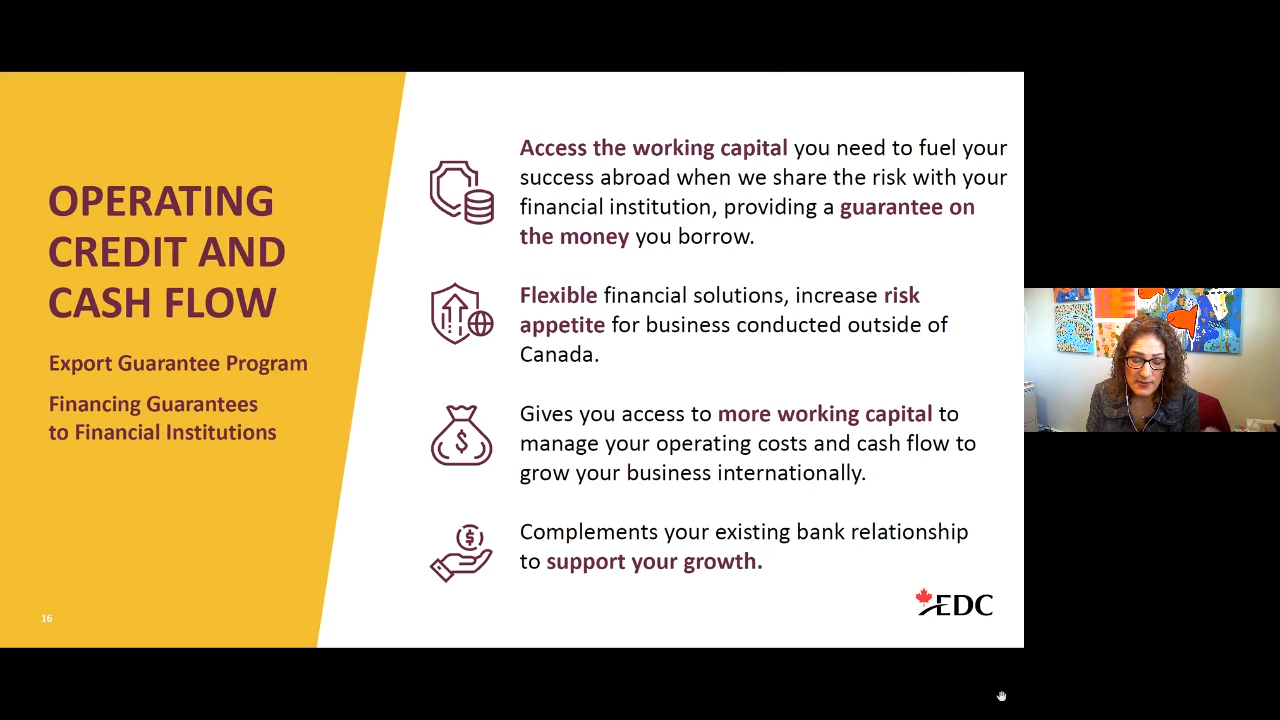 OPERATING
CREDIT AND
CASH FLOW
Export Guarantee Program
Financing Guarantees
to Financial Institutions
16
Access the working capital you need to fuel your
success abroad when we share the risk with your
financial institution, providing a guarantee on
the money you borrow.
Flexible financial solutions, increase risk
appetite for business conducted outside of
Canada.
$
Gives you access to more working capital to
manage your operating costs and cash flow to
grow your business internationally.
$
Complements your existing bank relationship
to support your growth.
EDC